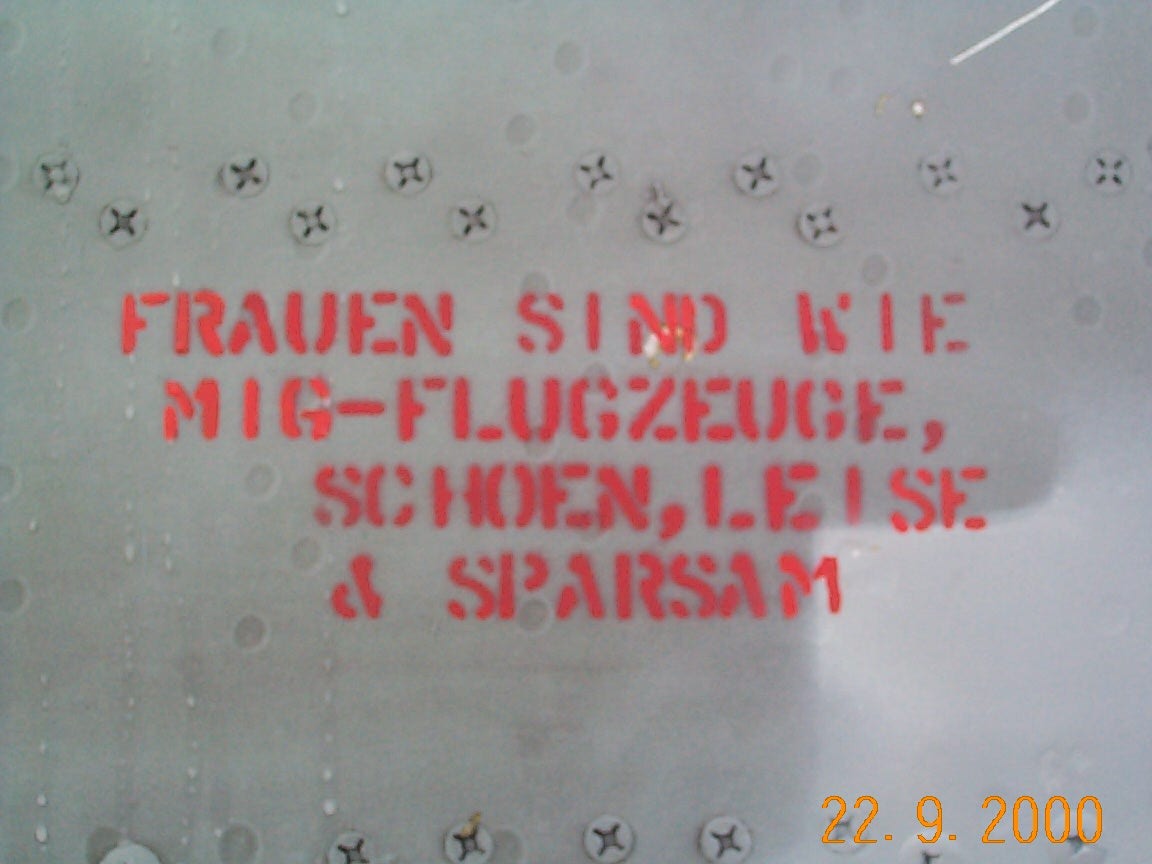 FRAUEN SIND WIE
MIG-FLUGZEUGE,
SCHOEN,LEISE
& SPARSAM
22. 9. 2000